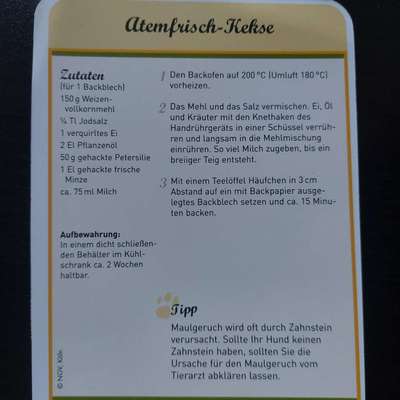 Atemfrisch-Kekse
Zutaten
(für 1 Backblech)
150 g Weizen-
vollkornmehl
¼ Tl Jodsalz
1 verquirltes Ei
2 El Pflanzenöl
50 g gehackte Petersilie
1 El gehackte frische
Minze
ca. 75 ml Milch
Aufbewahrung:
In einem dicht schließen-
den Behälter im Kühl-
schrank ca. 2 Wochen
haltbar.
1 Den Backofen auf 200 °C (Umluft 180 °C)
vorheizen.
2 Das Mehl und das Salz vermischen. Ei, Öl
und Kräuter mit den Knethaken des
Handrührgeräts in einer Schüssel verrüh-
ren und langsam in die Mehlmischung
einrühren. So viel Milch zugeben, bis ein
breiiger Teig entsteht.
3 Mit einem Teelöffel Häufchen in 3 cm
Abstand auf ein mit Backpapier ausge-
legtes Backblech setzen und ca. 15 Minu-
ten backen.
Tipp
Maulgeruch wird oft durch Zahnstein
verursacht. Sollte Ihr Hund keinen
Zahnstein haben, sollten Sie die
Ursache für den Maulgeruch vom
Tierarzt abklären lassen.
© NGV, Köln